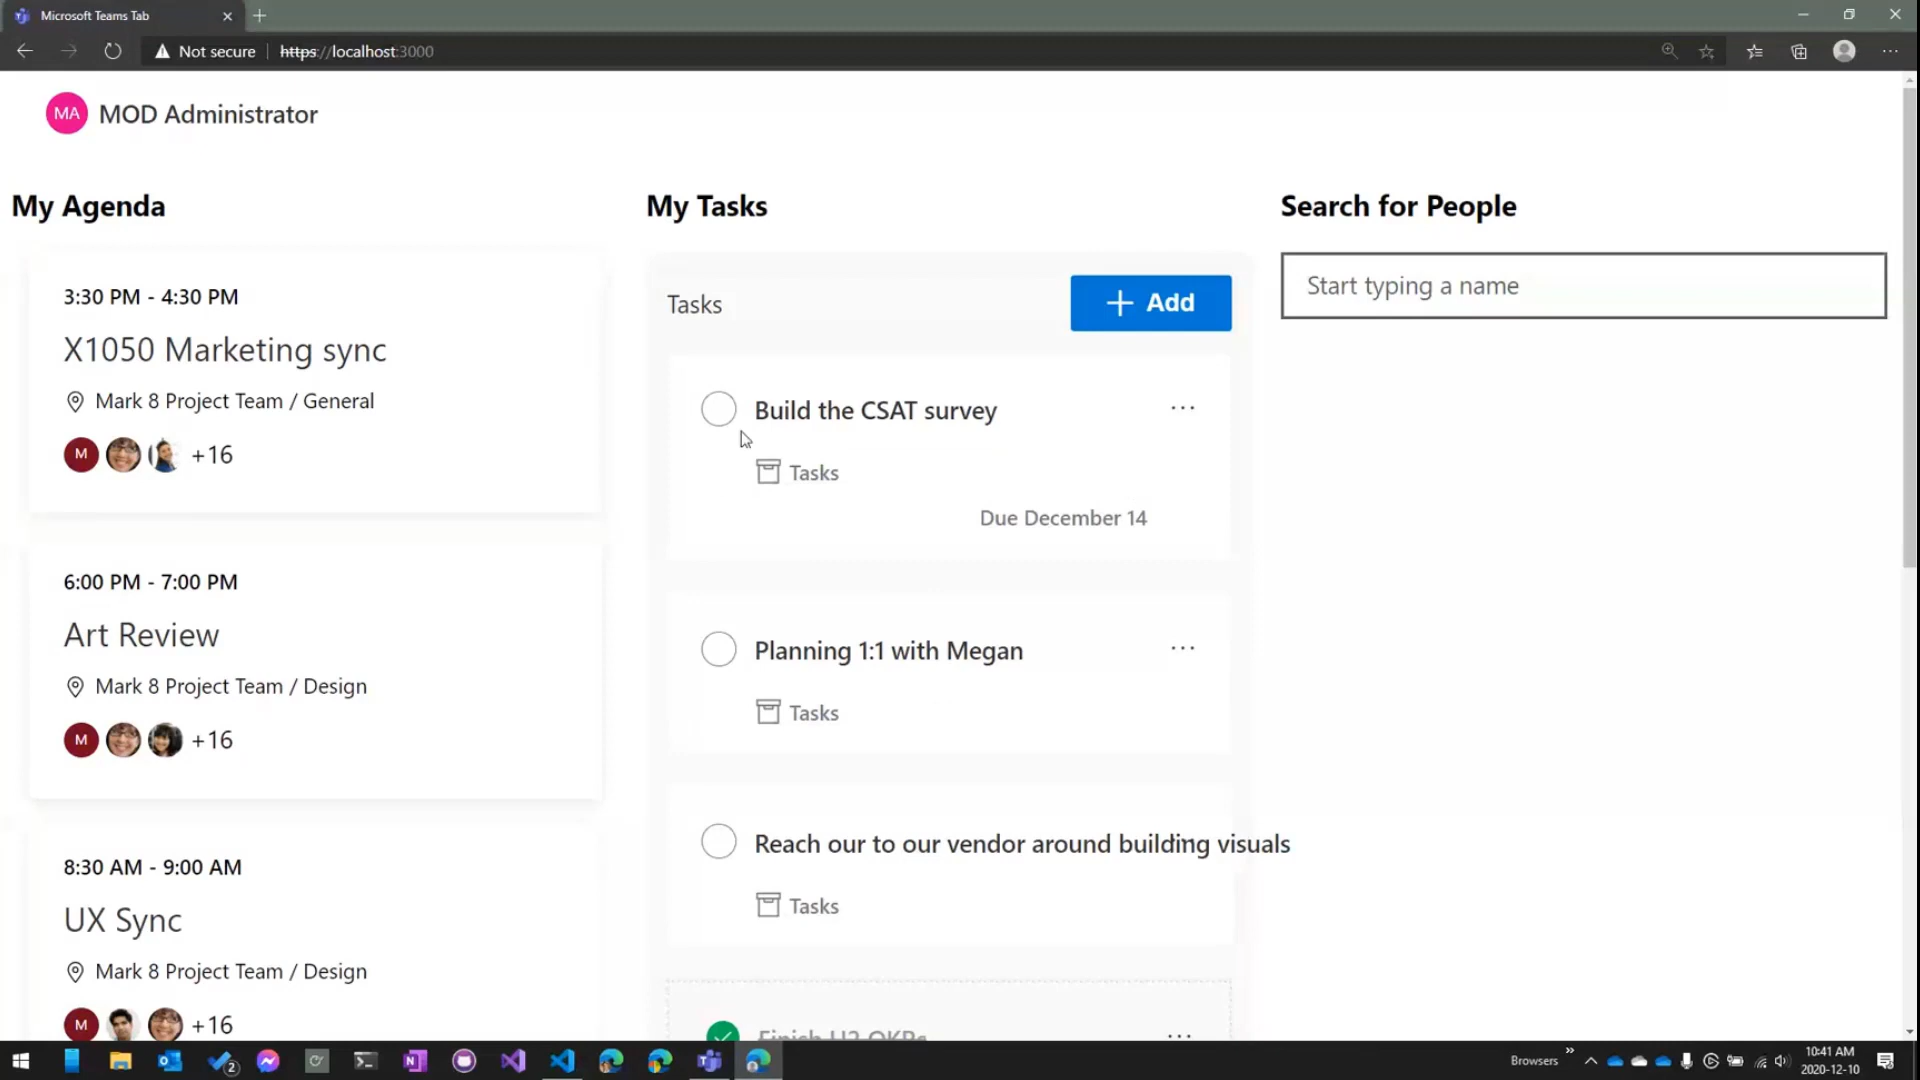 Microsoft Teams Tab
Not secure
https://localhost:3000
MA MOD Administrator
My Agenda
3:30 PM - 4:30 PM
X1050 Marketing sync
Mark 8 Project Team / General
M +16
6:00 PM - 7:00 PM
Art Review
Mark 8 Project Team / Design
M +16
8:30 AM - 9:00 AM
UX Sync
Mark 8 Project Team / Design
M +16
My Tasks
Tasks
Add
Build the CSAT survey
Tasks
Due December 14
Planning 1:1 with Megan
Tasks
Reach our to our vendor around building visuals
Tasks
Finish H2 OKRs
Search for People
Start typing a name
2
Browsers
10:41 AM
2020-12-10